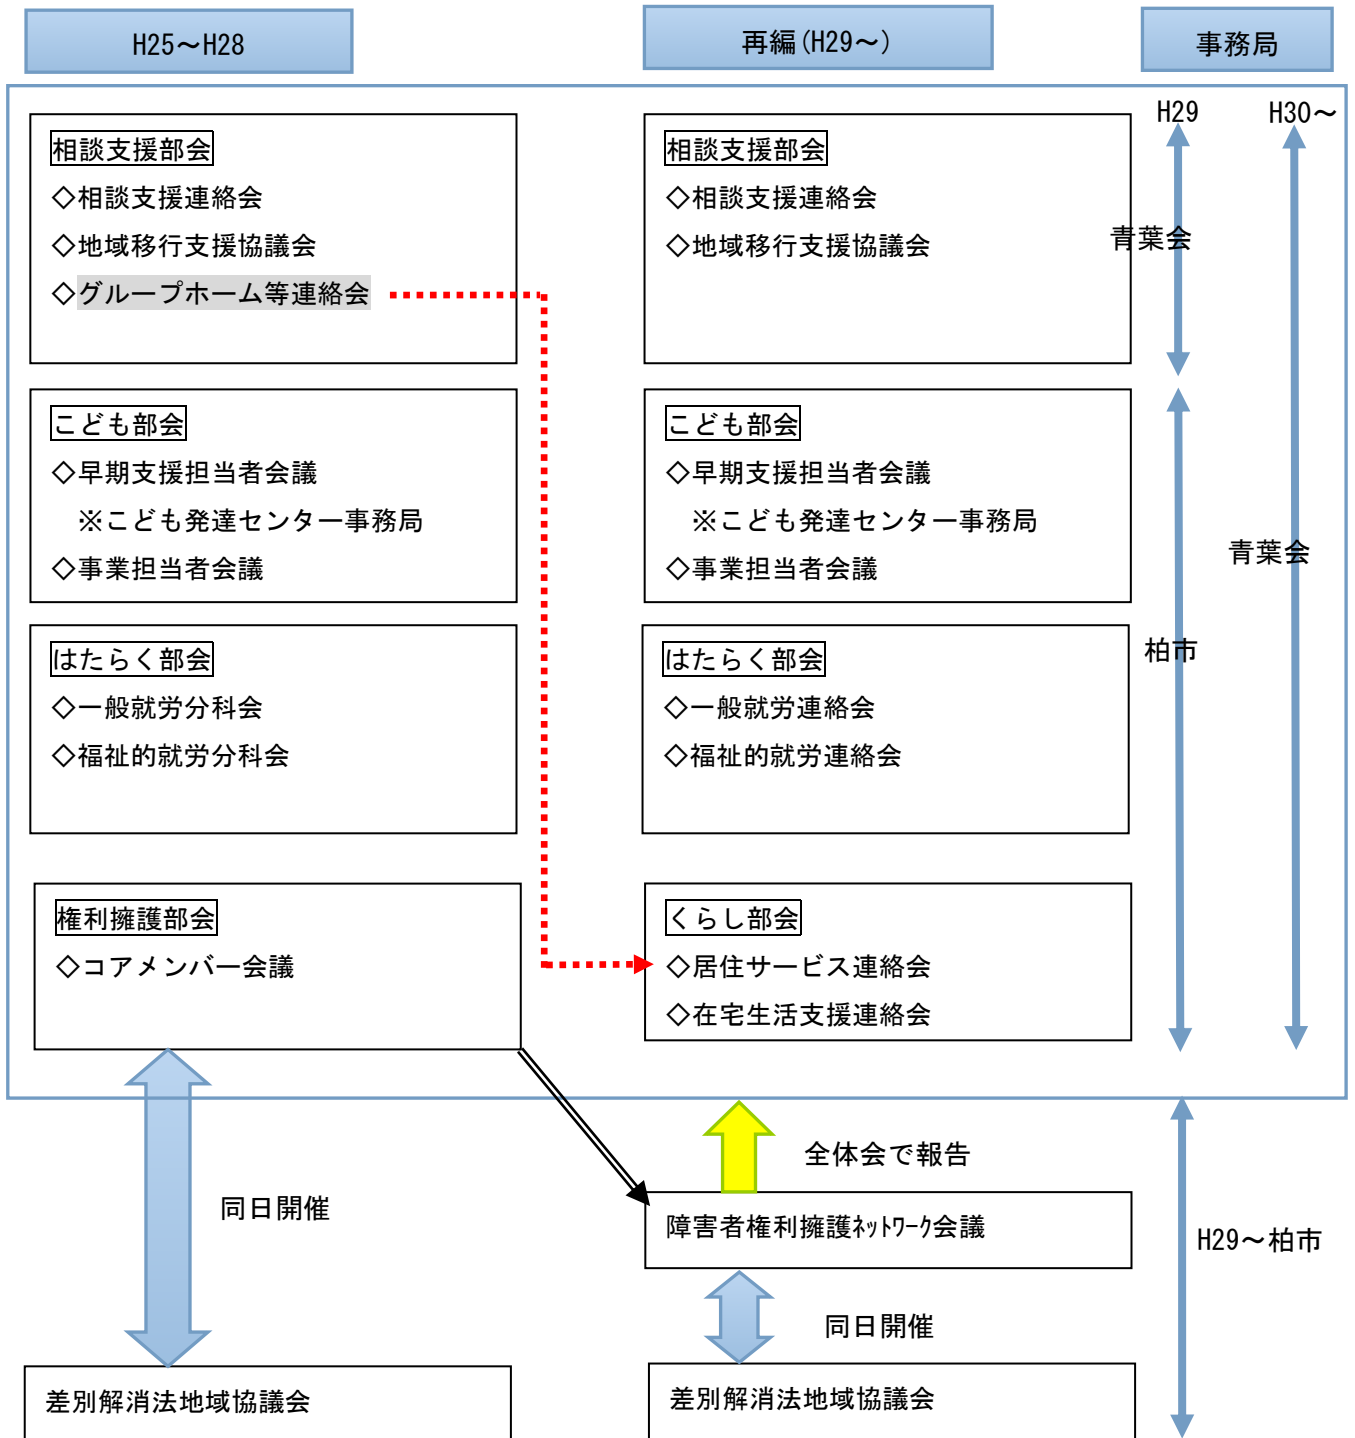 H25～H28
再編(H29～)
事務局
H29
H30～
相談支援部会
◇相談支援連絡会
◇地域移行支援協議会
◇グループホーム等連絡会
相談支援部会
◇相談支援連絡会
◇地域移行支援協議会
青葉会
こども部会
◇早期支援担当者会議
※こども発達センター事務局
◇事業担当者会議
こども部会
◇早期支援担当者会議
※こども発達センター事務局
◇事業担当者会議
青葉会
はたらく部会
◇一般就労分科会
◇福祉的就労分科会
はたらく部会
◇一般就労連絡会
◇福祉的就労連絡会
柏市
権利擁護部会
◇コアメンバー会議
くらし部会
◇居住サービス連絡会
◇在宅生活支援連絡会
全体会で報告
同日開催
障害者権利擁護ﾈｯﾄﾜｰｸ会議
H29～柏市
同日開催
差別解消法地域協議会
差別解消法地域協議会